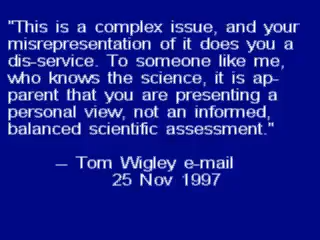 "This is a complex issue, and your
misrepresentation of it does you a
dis-service. To someone like me,
who knows the science, it is ap-
parent that you are presenting a
personal view, not an informed,
balanced scientific assessment."
– Tom Wigley e-mail
25 Nov 1997